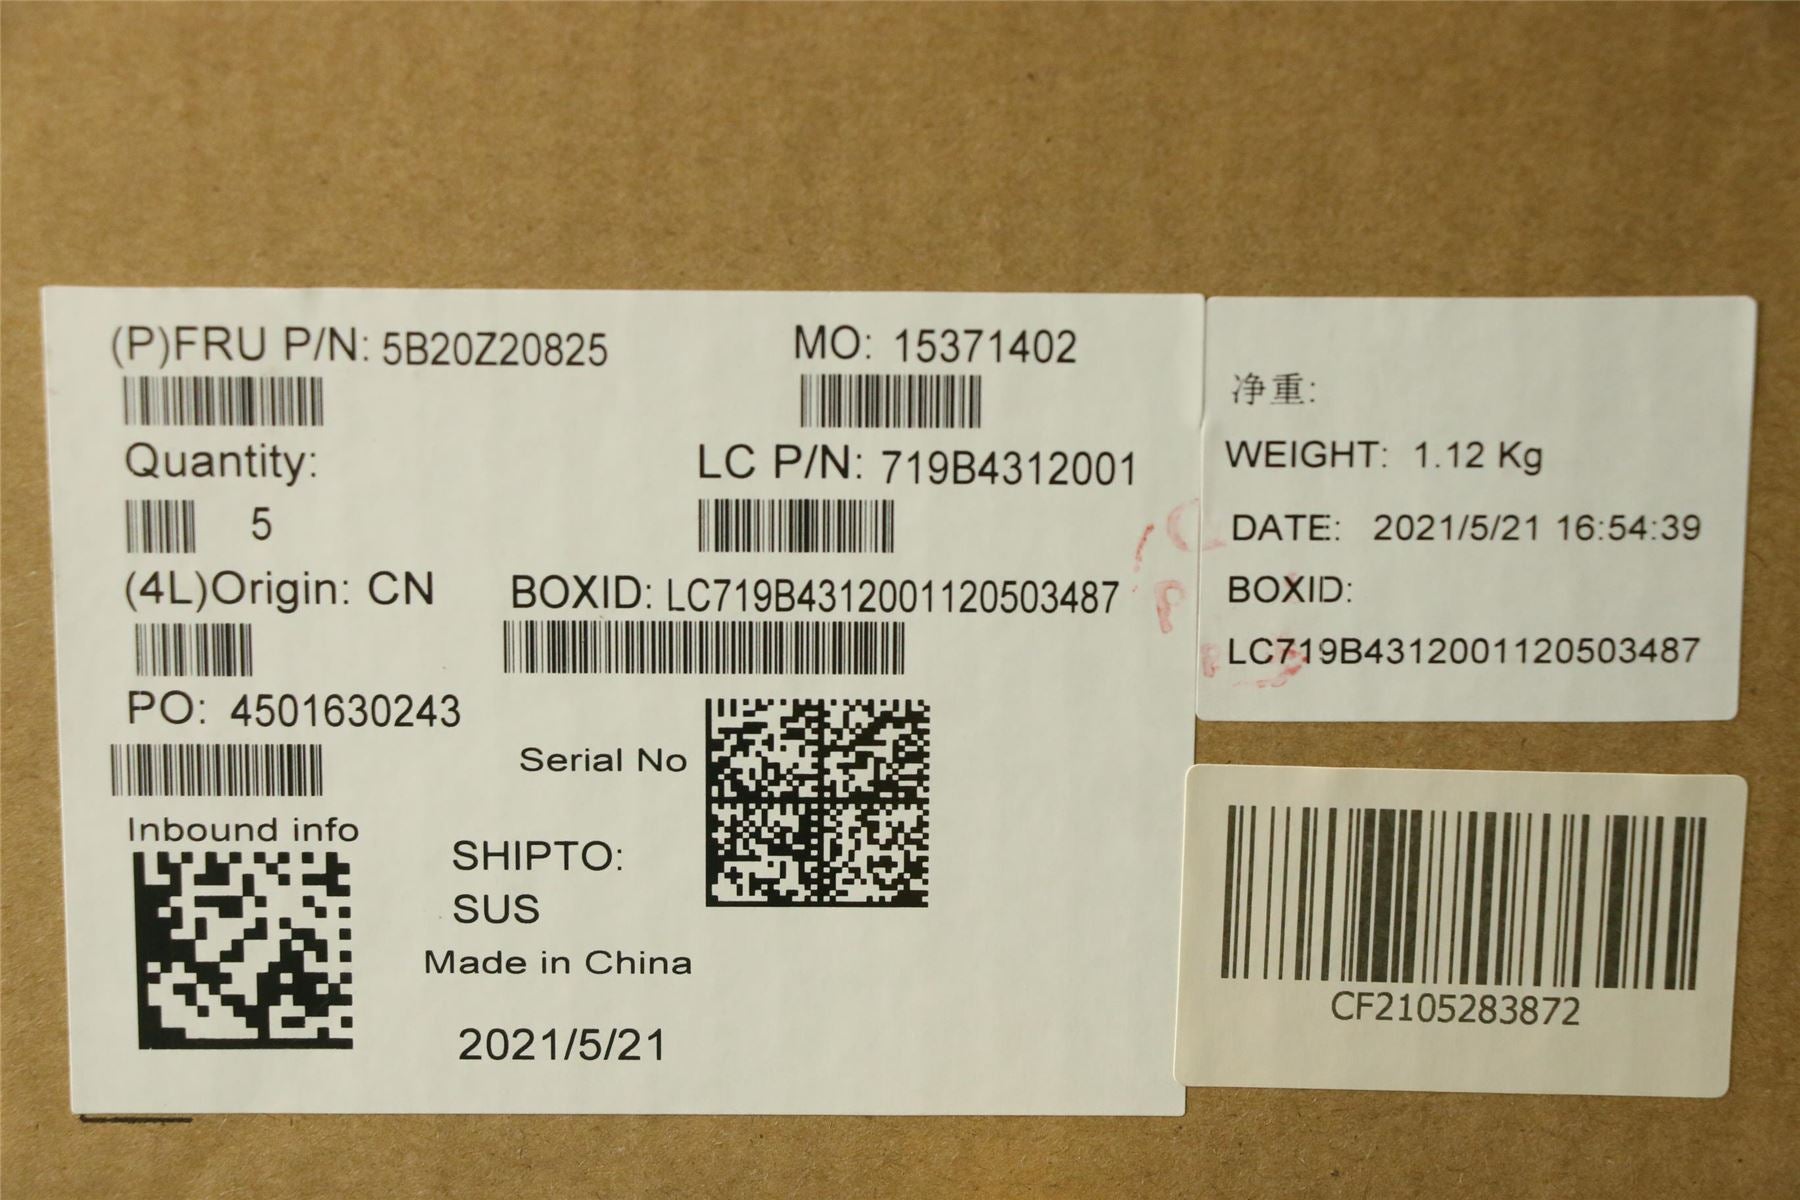 (P)FRU P/N: 5B20Z20825
MO: 15371402
Quantity:
5
LC P/N: 719B4312001
(4L)Origin: CN
BOXID: LC719B4312001120503487
PO: 4501630243
Serial No
Inbound info
SHIPTO:
SUS
Made in China
2021/5/21
净重:
WEIGHT: 1.12 Kg
DATE: 2021/5/21 16:54:39
BOXID:
LC719B4312001120503487
CF2105283872